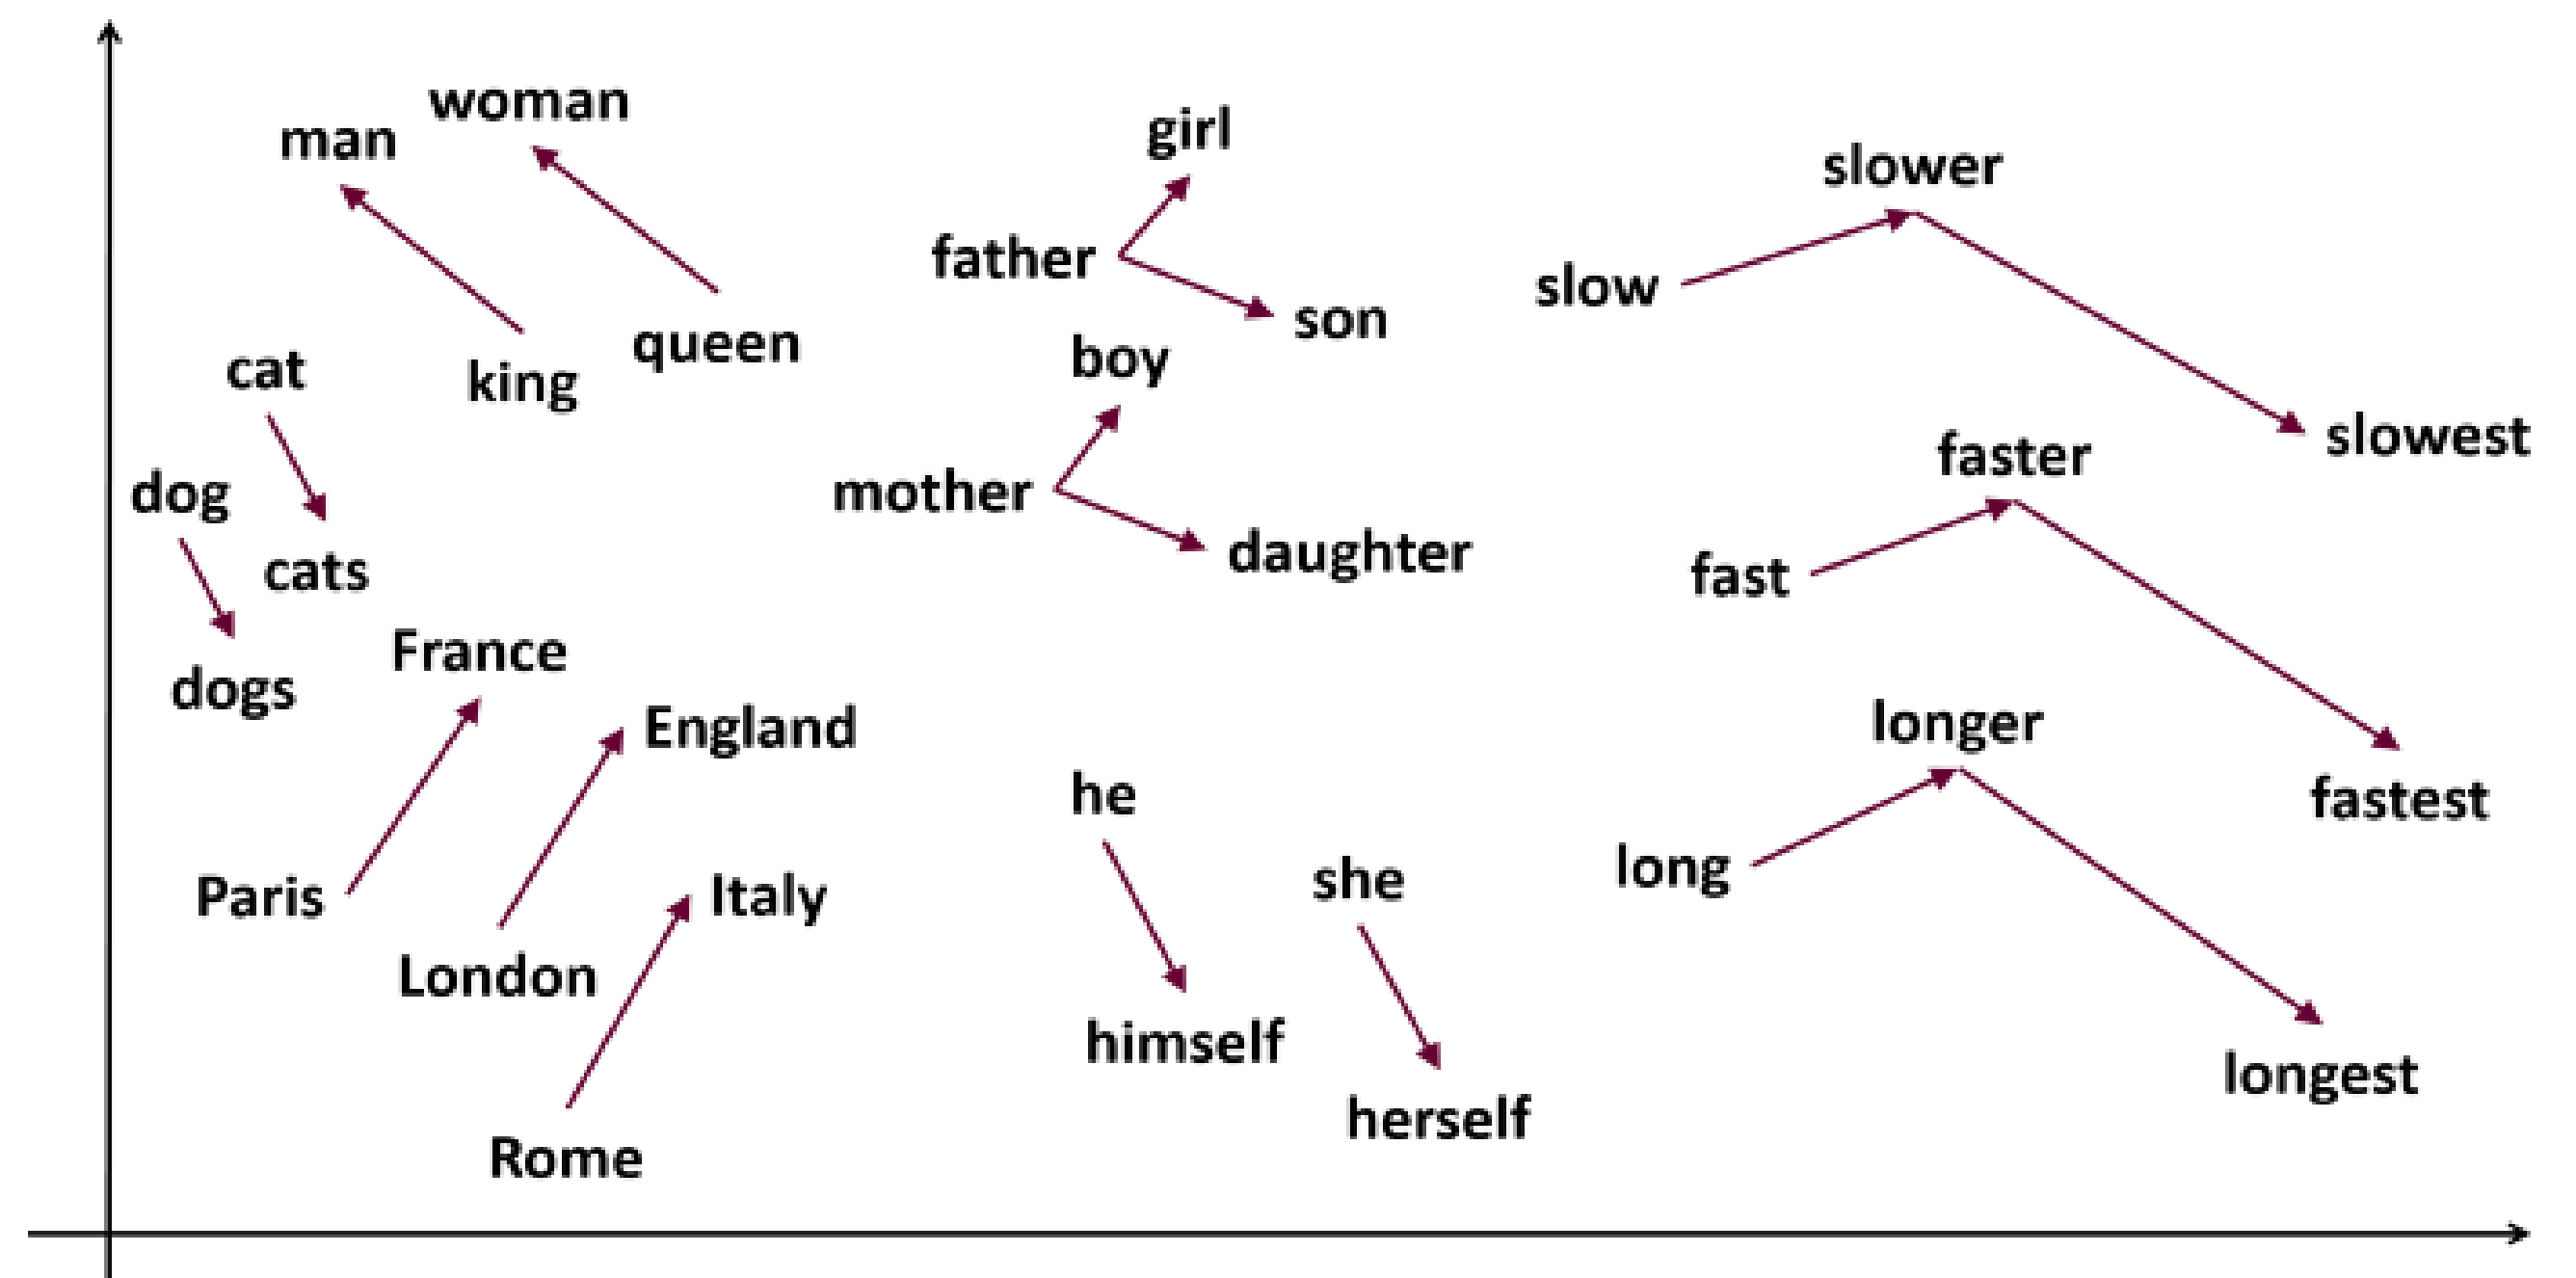 woman
man
girl
slower
father
slow
son
queen
boy
cat
king
slowest
faster
dog
mother
daughter
cats
fast
France
dogs
England
longer
he
fastest
long
she
Paris
Italy
London
himself
longest
herself
Rome